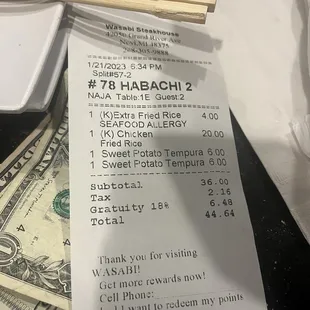 Wasabi Steakhouse
Grand River Ave
1/21/2023 6:34 PM
Split#57-2
# 78 HABACHI 2
NAJA Table:1E Guest:2
1 (K)Extra Fried Rice 4.00
SEAFOOD ALLERGY
1 (K) Chicken 20.00
Fried Rice
1 Sweet Potato Tempura 6.00
1 Sweet Potato Tempura 6.00
Subtotal 36.00
Tax 2.16
Gratuity 18% 6.48
Total 44.64
Thank you for visiting
WASABI!
Get more rewards now!
Cell Phone:
I want to redeem my points